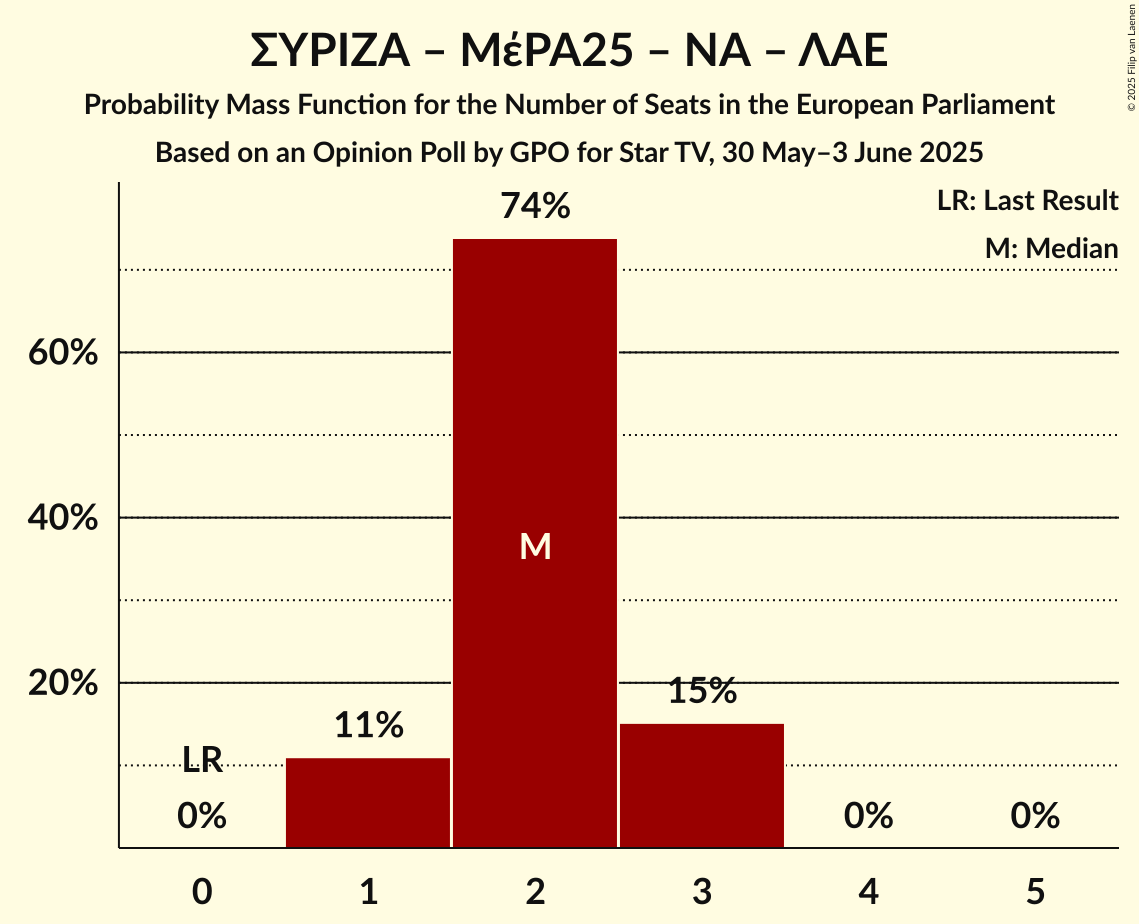 ΣΥΡΙΖΑ – ΜέΡΑ25 – ΝΑ – ΛΑΕ
Probability Mass Function for the Number of Seats in the European Parliament
Based on an Opinion Poll by GPO for Star TV, 30 May–3 June 2025
© 2025 Filip van Laenen
LR: Last Result
M: Median
74%
60%
40%
M
20%
15%
11%
LR
0%
0%
0%
0
1
2
3
4
5